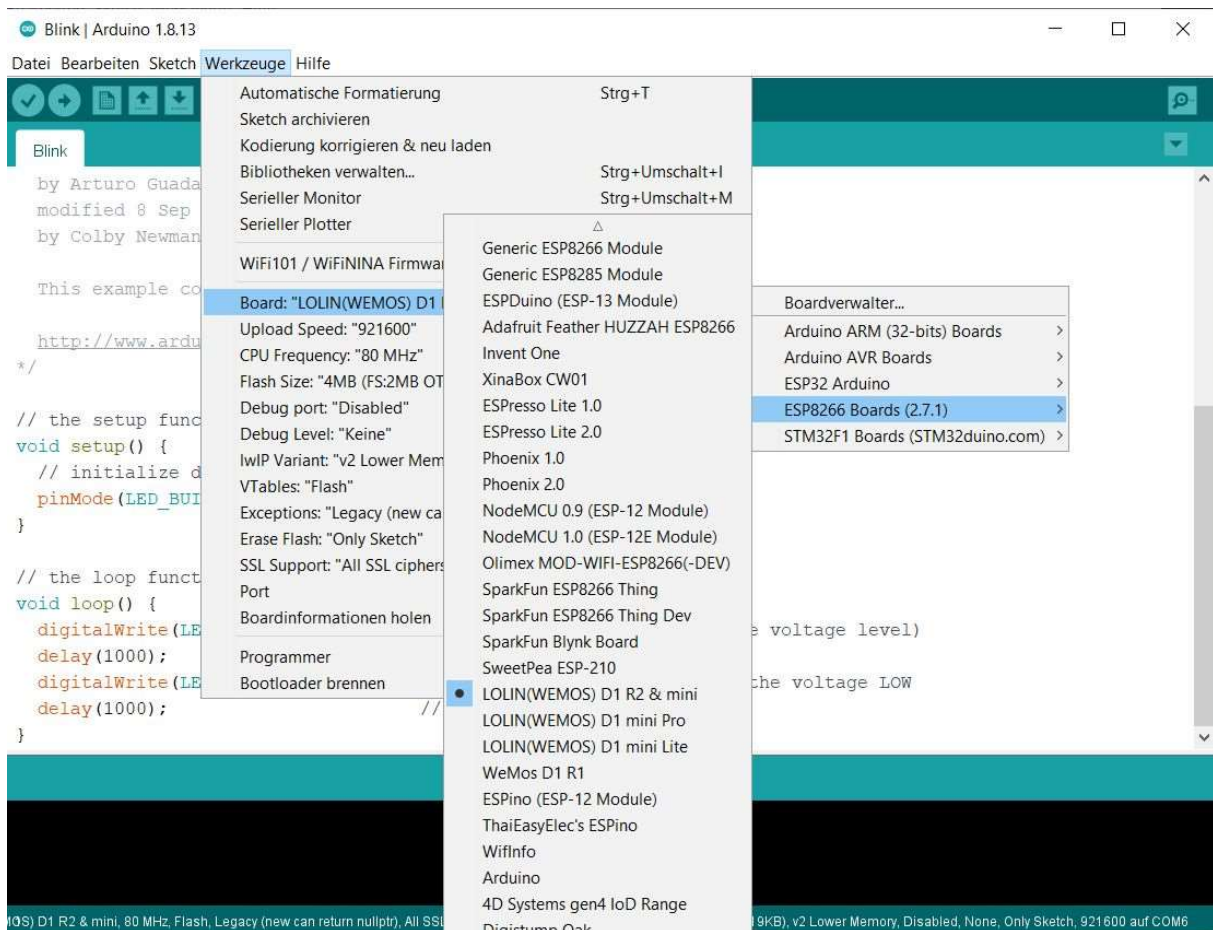 Blink | Arduino 1.8.13
Datei Bearbeiten Sketch Werkzeuge Hilfe
Blink
by Arturo Guada
modified 8 Sep
by Colby Newman
This example co
http://www.ardu
*/
// the setup func
void setup() {
// initialize d
pinMode(LED_BUI
}
// the loop funct
void loop() {
digitalWrite(LE e voltage level)
delay(1000);
digitalWrite(LE the voltage LOW
delay(1000); //
}
Automatische Formatierung Strg+T
Sketch archivieren
Kodierung korrigieren & neu laden
Bibliotheken verwalten... Strg+Umschalt+I
Serieller Monitor Strg+Umschalt+M
Serieller Plotter
WiFi101 / WiFiNINA Firmwar
Board: "LOLIN(WEMOS) D1
Upload Speed: "921600"
CPU Frequency: "80 MHz"
Flash Size: "4MB (FS:2MB OT
Debug port: "Disabled"
Debug Level: "Keine"
lwIP Variant: "v2 Lower Mem
VTables: "Flash"
Exceptions: "Legacy (new ca
Erase Flash: "Only Sketch"
SSL Support: "All SSL ciphers
Port
Boardinformationen holen
Programmer
Bootloader brennen
Generic ESP8266 Module
Generic ESP8285 Module
ESPDuino (ESP-13 Module)
Adafruit Feather HUZZAH ESP8266
Invent One
XinaBox CW01
ESPresso Lite 1.0
ESPresso Lite 2.0
Phoenix 1.0
Phoenix 2.0
NodeMCU 0.9 (ESP-12 Module)
NodeMCU 1.0 (ESP-12E Module)
Olimex MOD-WIFI-ESP8266(-DEV)
SparkFun ESP8266 Thing
SparkFun ESP8266 Thing Dev
SparkFun Blynk Board
SweetPea ESP-210
LOLIN(WEMOS) D1 R2 & mini
LOLIN(WEMOS) D1 mini Pro
LOLIN(WEMOS) D1 mini Lite
WeMos D1 R1
ESPino (ESP-12 Module)
ThaiEasyElec's ESPino
WifInfo
Arduino
4D Systems gen4 IoD Range
Digistump Oak
Boardverwalter...
Arduino ARM (32-bits) Boards
Arduino AVR Boards
ESP32 Arduino
ESP8266 Boards (2.7.1)
STM32F1 Boards (STM32duino.com)
D1 R2 & mini, 80 MHz, Flash, Legacy (new can return nullptr), All SSL 9KB), v2 Lower Memory, Disabled, None, Only Sketch, 921600 auf COM6